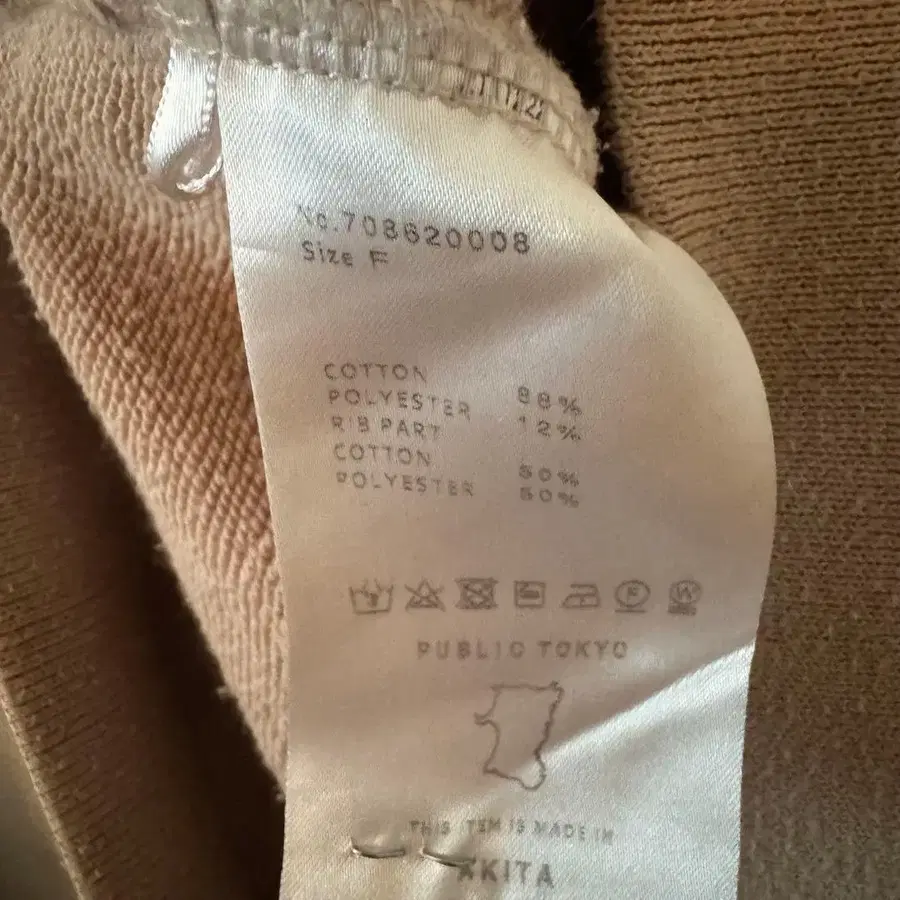 No.708620008
Size F
COTTON 88%
POLYESTER 12%
RIB PART
COTTON 50%
POLYESTER 50%
PUBLIC TOKYO
THIS ITEM IS MADE IN
AKITA